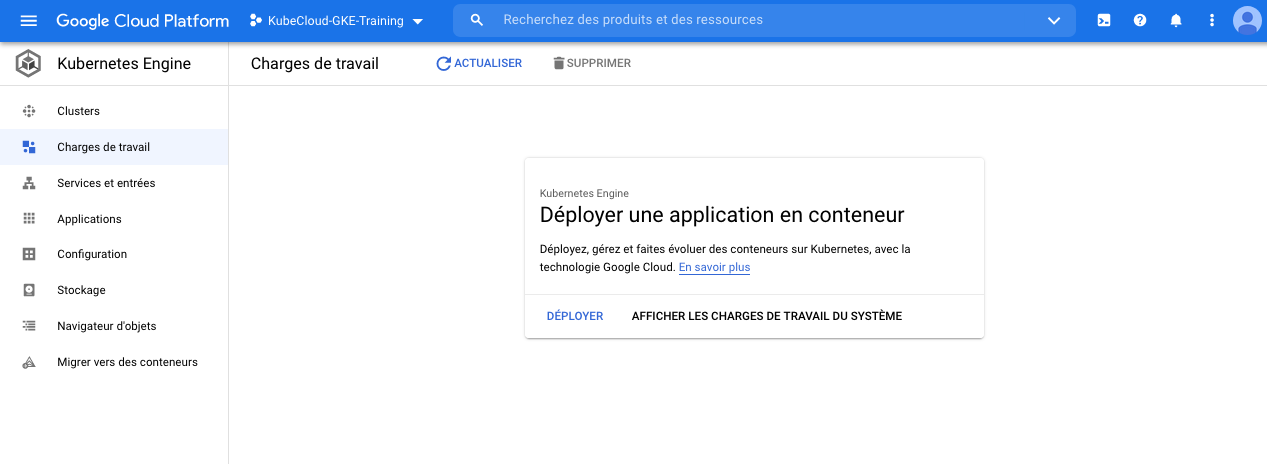 Google Cloud Platform
KubeCloud-GKE-Training
Recherchez des produits et des ressources
Kubernetes Engine
Charges de travail
ACTUALISER
SUPPRIMER
Clusters
Charges de travail
Services et entrées
Applications
Configuration
Stockage
Navigateur d'objets
Migrer vers des conteneurs
Kubernetes Engine
Déployer une application en conteneur
Déployez, gérez et faites évoluer des conteneurs sur Kubernetes, avec la
technologie Google Cloud. En savoir plus
DÉPLOYER
AFFICHER LES CHARGES DE TRAVAIL DU SYSTÈME